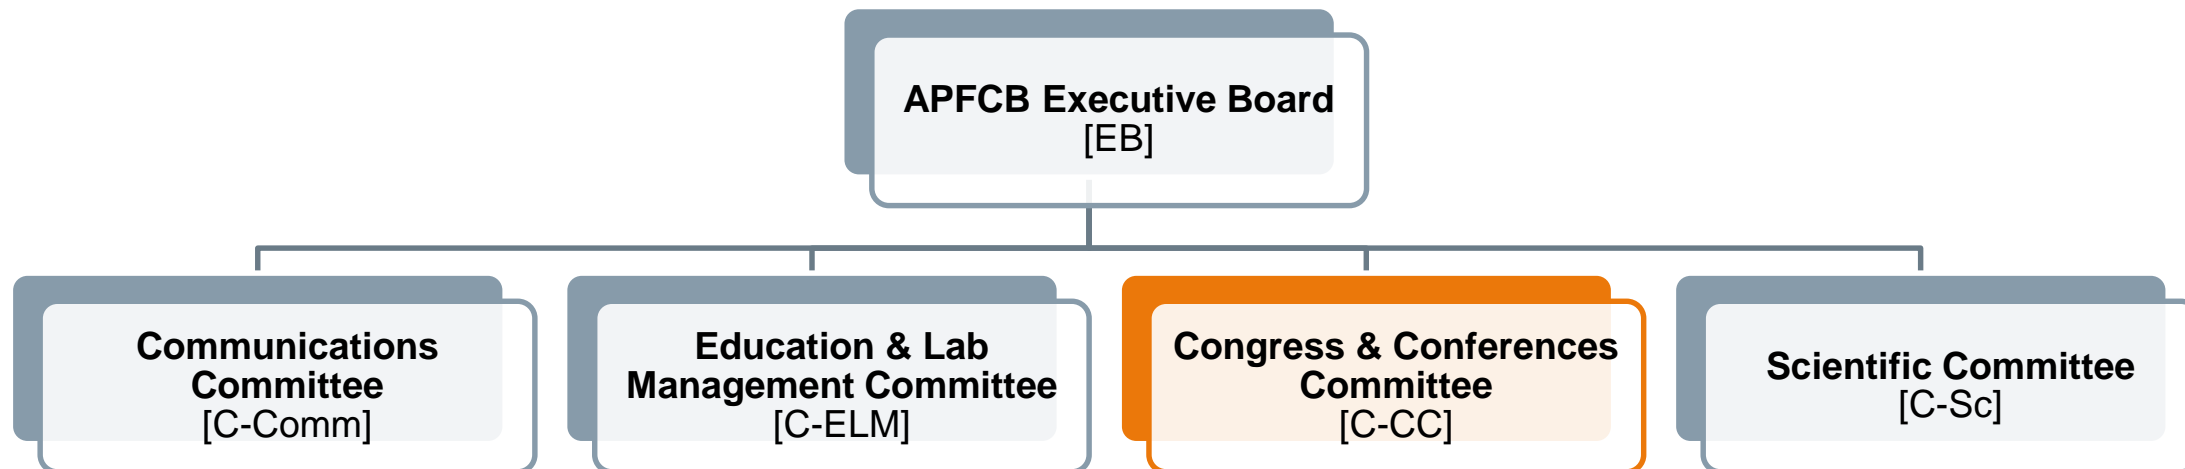 APFCB Executive Board
[EB]
Communications
Committee
[C-Comm]
Education & Lab
Management Committee
[C-ELM]
Congress & Conferences
Committee
[C-CC]
Scientific Committee
[C-Sc]